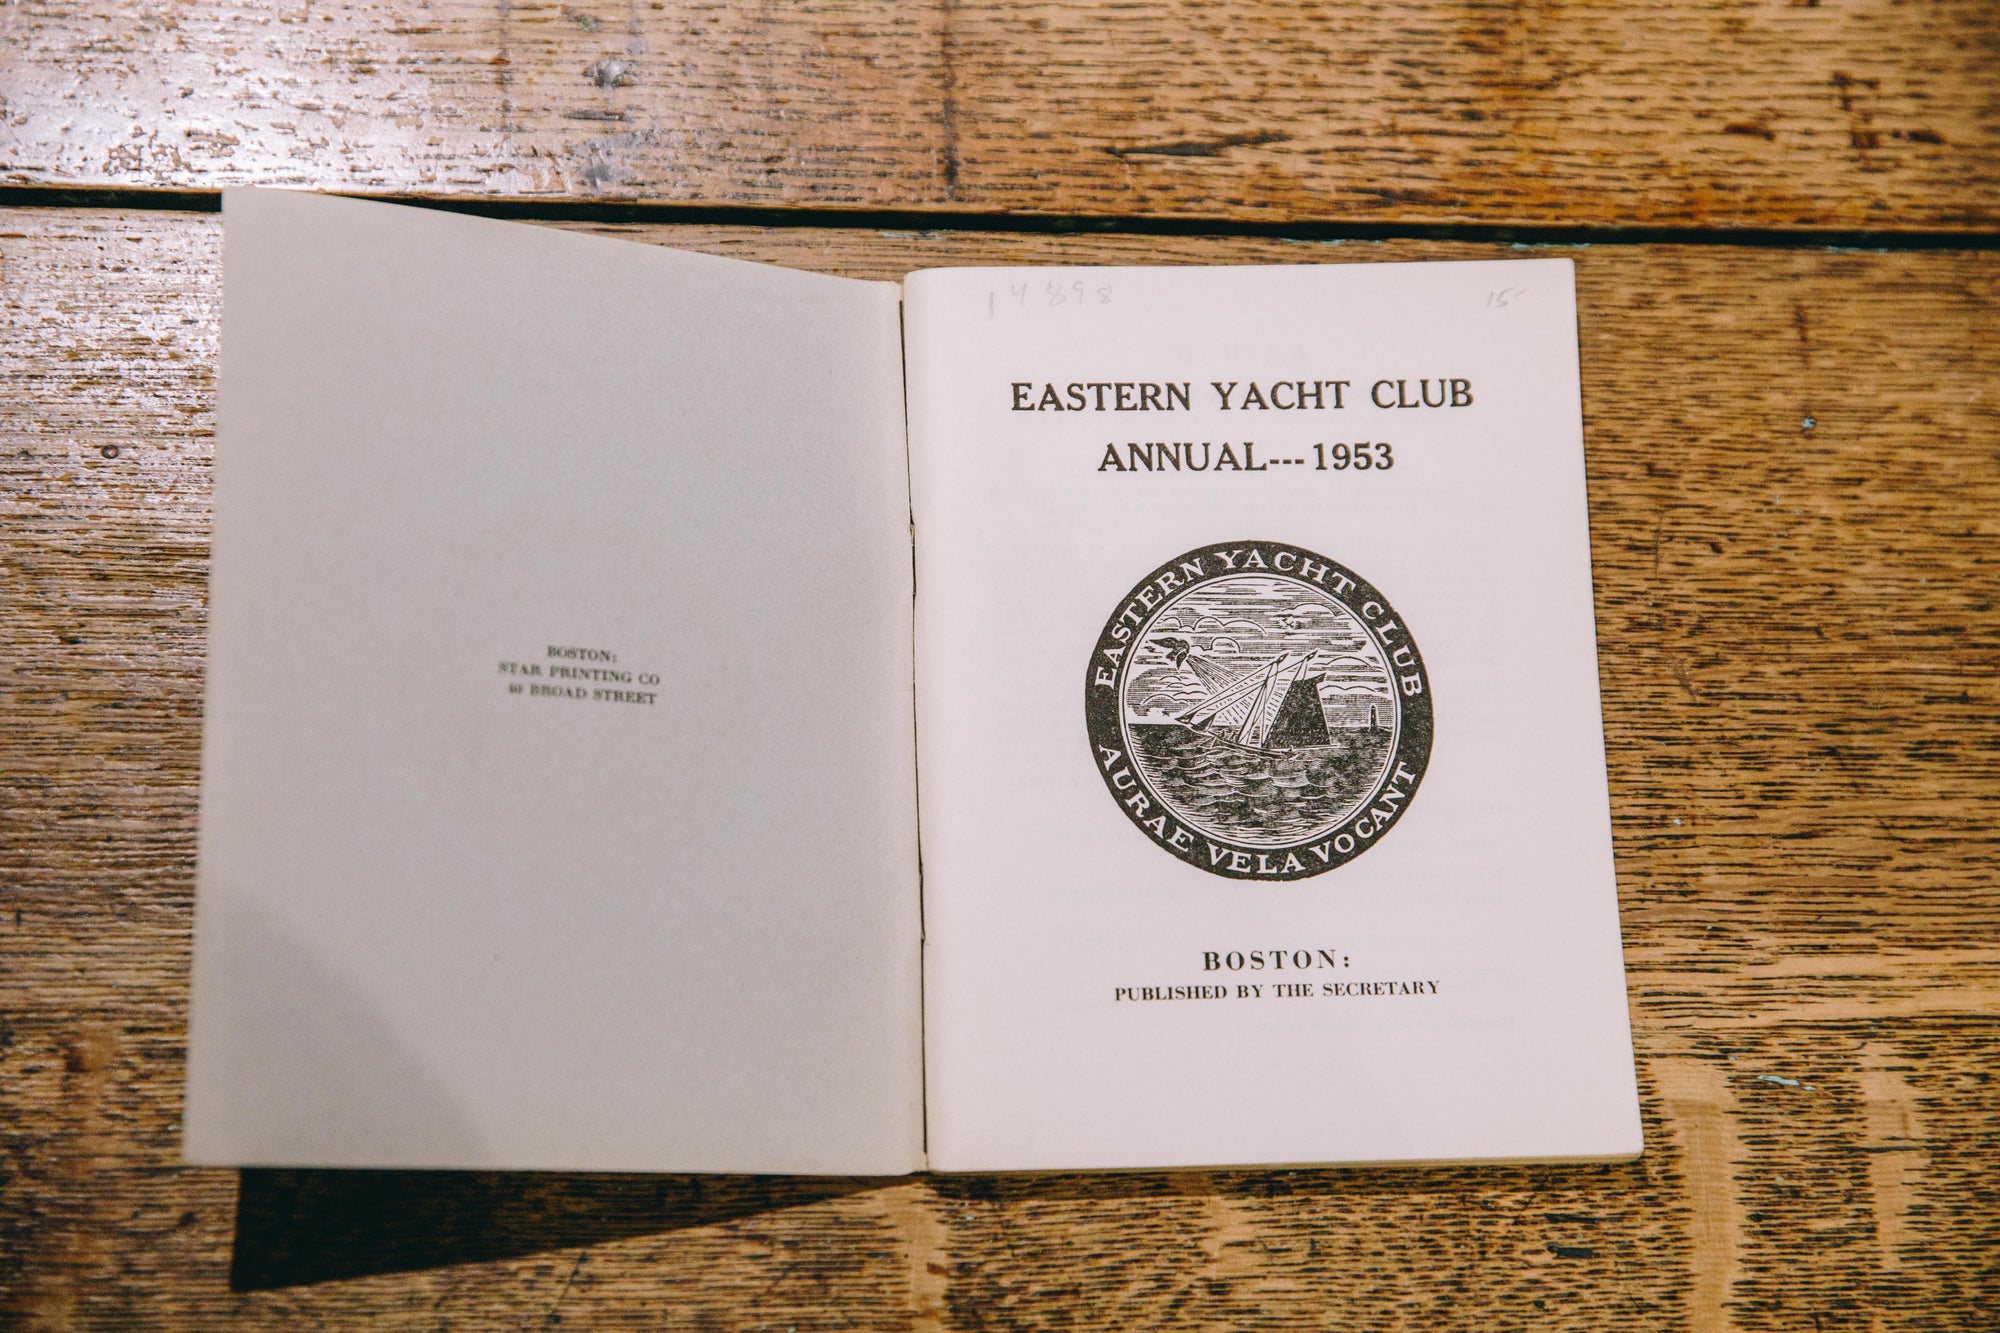 BOSTON:
STAR PRINTING CO
40 BROAD STREET
14898
15-
EASTERN YACHT CLUB
ANNUAL---1953
EASTERN YACHT CLUB
AURAE VELA VOCANT
BOSTON:
PUBLISHED BY THE SECRETARY